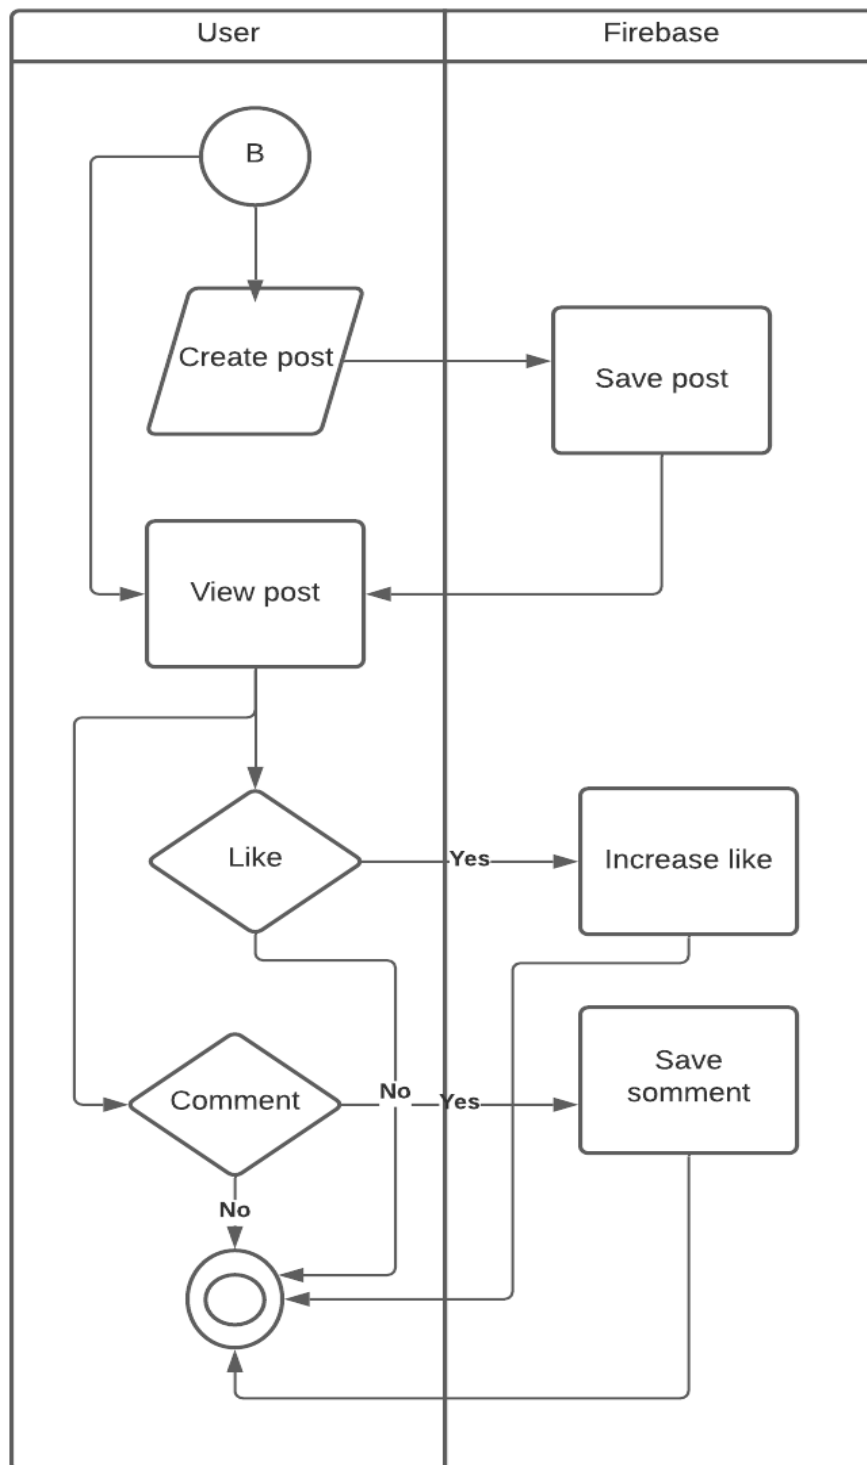 User
Firebase
B
Create post
Save post
View post
Like
Yes
Increase like
Comment
No
Yes
Save
somment
No